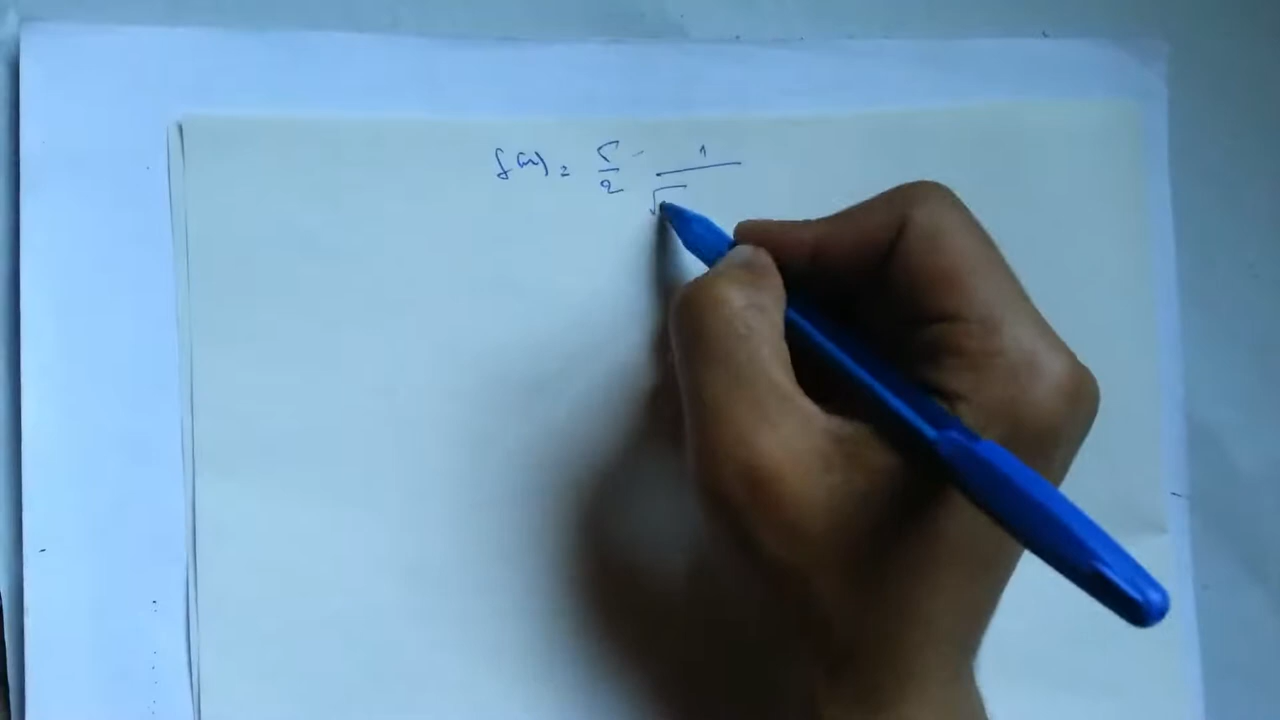 f(x) = 5/2 - 1/√